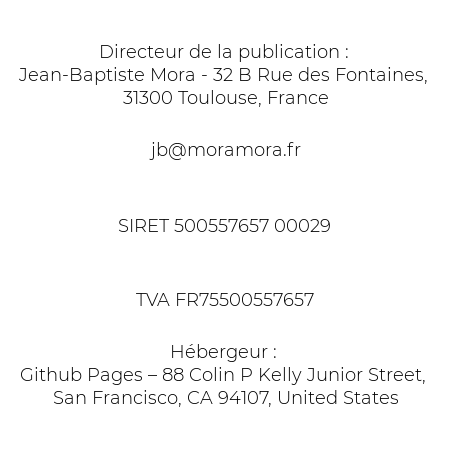 Directeur de la publication :
Jean-Baptiste Mora - 32 B Rue des Fontaines,
31300 Toulouse, France
jb@moramora.fr
SIRET 500557657 00029
TVA FR75500557657
Hébergeur :
Github Pages – 88 Colin P Kelly Junior Street,
San Francisco, CA 94107, United States